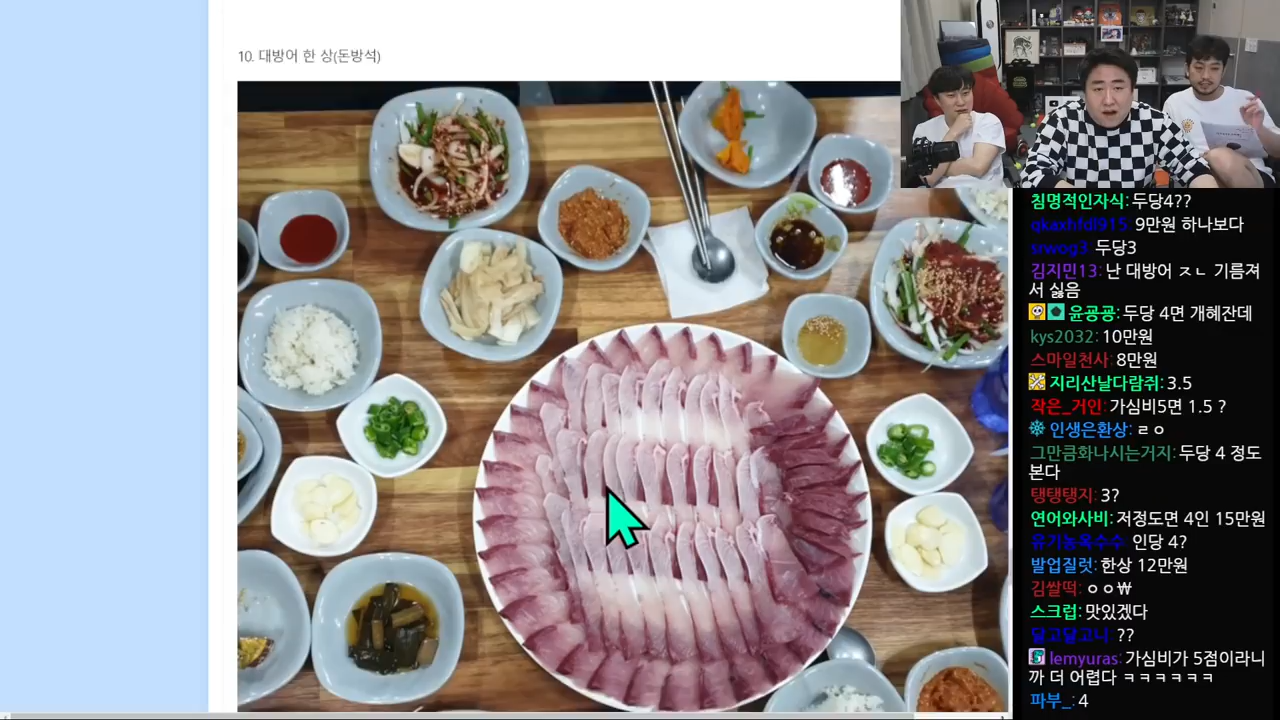 10. 대방어 한 상(돈방석)
침명적인자식: 두당4??
qkaxhfdl915: 9만원 하나보다
srwog3: 두당3
김지민13: 난 대방어 ㅈㄴ 기름져
서 싫음
윤굥굥: 두당 4면 개혜잔데
kys2032: 10만원
스마일천사: 8만원
지리산날다람쥐: 3.5
작은_거인: 가심비5면 1.5 ?
인생은환상: ㄹㅇ
그만큼화나시는거지: 두당 4 정도
본다
탱탱탱지: 3?
연어와사비: 저정도면 4인 15만원
유기농옥수수: 인당 4?
발업질럿: 한상 12만원
김쌀떡: ㅇㅇ₩
스크럽: 맛있겠다
달고달고니: ??
lemyuras: 가심비가 5점이라니
까 더 어렵다 ㅋㅋㅋㅋㅋㅋ
파부_: 4